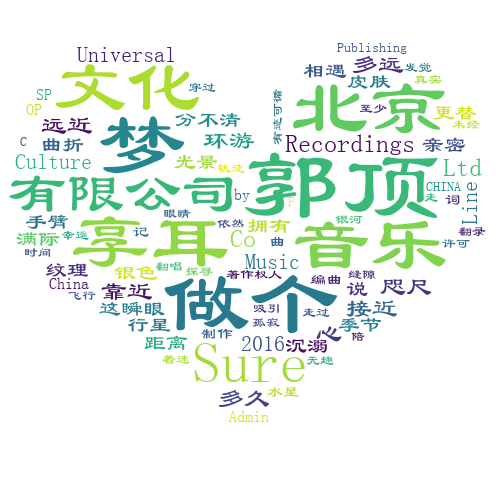 Publishing
Universal
多远
发觉
相遇
皮肤
真实
字过
文化
北京
SP
OP
梦
有迹可循
至少
更替
未经
远近
分不清
环游
Recordings
亲密
曲折
C
Culture
光景
轨迹
郭顶
Ltd
有限公司
by
P
CHINA
走
词
Line
手臂
眼睛
依然
拥有
银河
翻录
满际
幸运
记
享耳
Co
曲
音乐
许可
时间
翻唱
探寻
纹理
银色
Music
著作权人
编曲
缝隙
说
咫尺
China
靠近
飞行
这瞬眼
做个
吸引
走过
心
接近
行星
制作
孤寂
季节
距离
2016
沉溺
陪
着迷
Sure
无趣
多久
水星
Admin